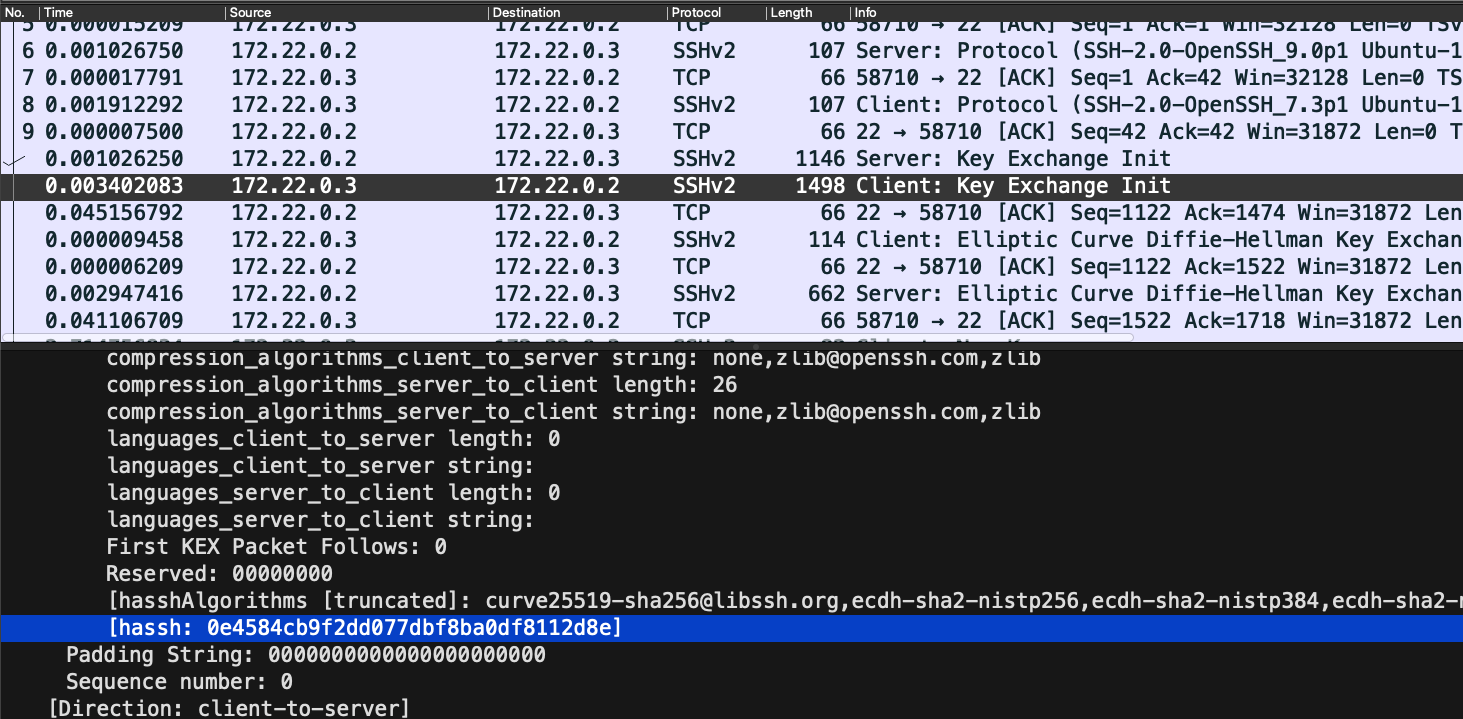 No. Time Source Destination Protocol Length Info
5 0.000015209 172.22.0.3 172.22.0.2 TCP 66 58710 → 22 [ACK] Seq=1 Ack=1 Win=32128 Len=0 TSv
6 0.001026750 172.22.0.2 172.22.0.3 SSHv2 107 Server: Protocol (SSH-2.0-OpenSSH_9.0p1 Ubuntu-1
7 0.000017791 172.22.0.3 172.22.0.2 TCP 66 58710 → 22 [ACK] Seq=1 Ack=42 Win=32128 Len=0 TS
8 0.001912292 172.22.0.3 172.22.0.2 SSHv2 107 Client: Protocol (SSH-2.0-OpenSSH_7.3p1 Ubuntu-1
9 0.000007500 172.22.0.2 172.22.0.3 TCP 66 22 → 58710 [ACK] Seq=42 Ack=42 Win=31872 Len=0 T
0.001026250 172.22.0.2 172.22.0.3 SSHv2 1146 Server: Key Exchange Init
0.003402083 172.22.0.3 172.22.0.2 SSHv2 1498 Client: Key Exchange Init
0.045156792 172.22.0.2 172.22.0.3 TCP 66 22 → 58710 [ACK] Seq=1122 Ack=1474 Win=31872 Len
0.000009458 172.22.0.3 172.22.0.2 SSHv2 114 Client: Elliptic Curve Diffie-Hellman Key Exchan
0.000006209 172.22.0.2 172.22.0.3 TCP 66 22 → 58710 [ACK] Seq=1122 Ack=1522 Win=31872 Len
0.002947416 172.22.0.2 172.22.0.3 SSHv2 662 Server: Elliptic Curve Diffie-Hellman Key Exchan
0.041106709 172.22.0.3 172.22.0.2 TCP 66 58710 → 22 [ACK] Seq=1522 Ack=1718 Win=31872 Len
compression_algorithms_client_to_server string: none,zlib@openssh.com,zlib
compression_algorithms_server_to_client length: 26
compression_algorithms_server_to_client string: none,zlib@openssh.com,zlib
languages_client_to_server length: 0
languages_client_to_server string:
languages_server_to_client length: 0
languages_server_to_client string:
First KEX Packet Follows: 0
Reserved: 00000000
[hasshAlgorithms [truncated]: curve25519-sha256@libssh.org,ecdh-sha2-nistp256,ecdh-sha2-nistp384,ecdh-sha2-n
[hassh: 0e4584cb9f2dd077dbf8ba0df8112d8e]
Padding String: 0000000000000000000000
Sequence number: 0
[Direction: client-to-server]